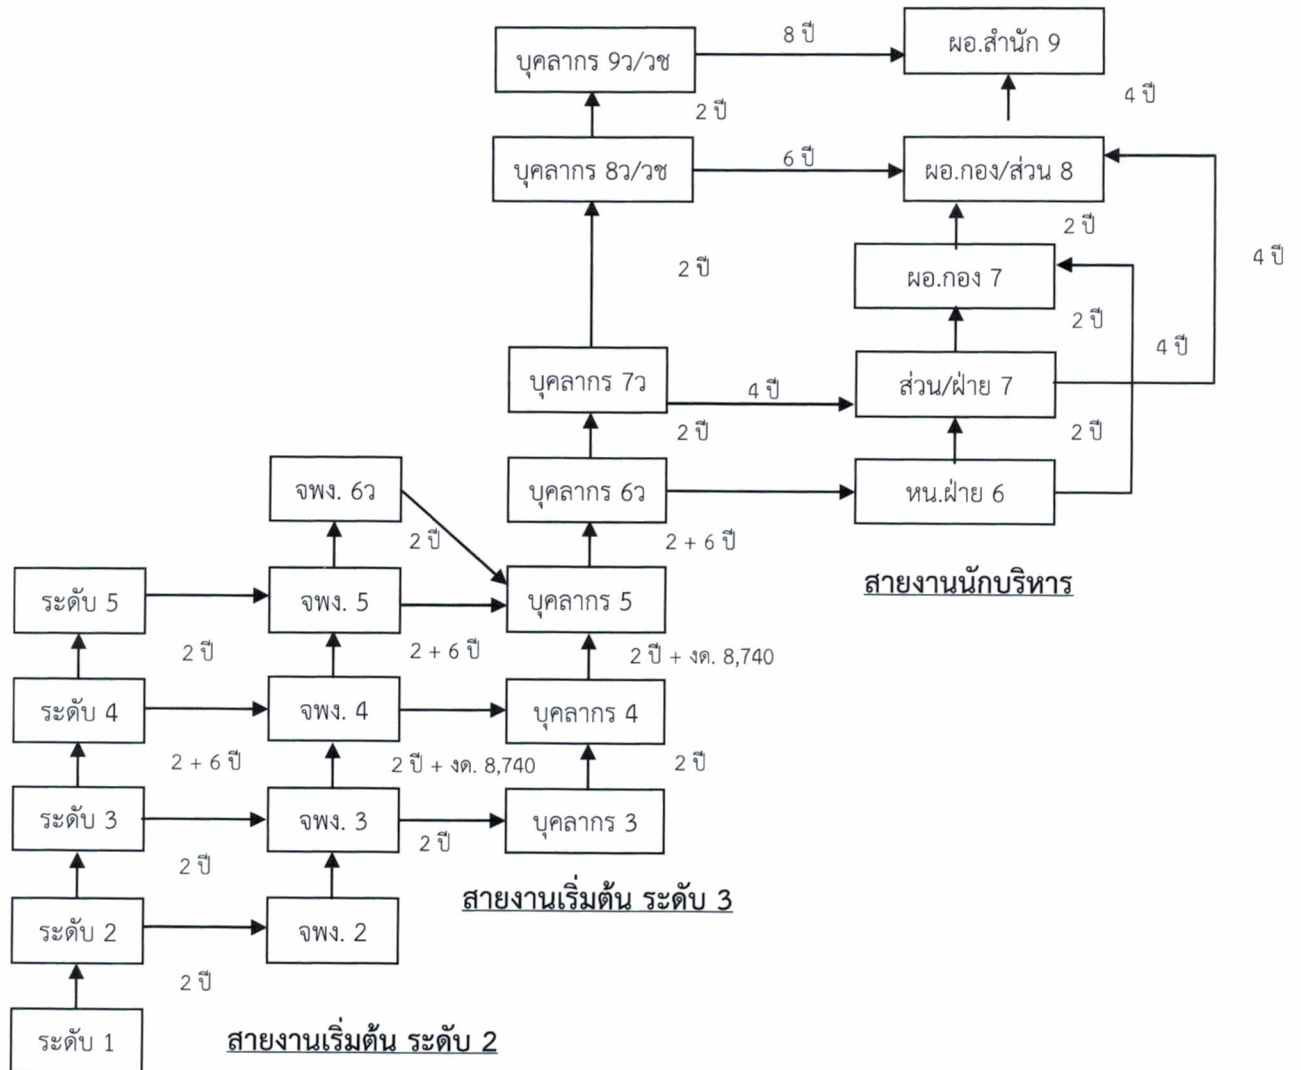 8 ปี
ผอ.สำนัก 9
บุคลากร 9ว/วช
4 ปี
2 ปี
6 ปี
บุคลากร 8ว/วช
ผอ.กอง/ส่วน 8
2 ปี
4 ปี
2 ปี
ผอ.กอง 7
2 ปี
4 ปี
บุคลากร 7ว
4 ปี
ส่วน/ฝ่าย 7
2 ปี
2 ปี
จพง. 6ว
บุคลากร 6ว
หน.ฝ่าย 6
2 ปี
2 + 6 ปี
สายงานนักบริหาร
ระดับ 5
จพง. 5
บุคลากร 5
2 ปี
2 + 6 ปี
2 ปี + งด. 8,740
ระดับ 4
จพง. 4
บุคลากร 4
2 + 6 ปี
2 ปี + งด. 8,740
2 ปี
ระดับ 3
จพง. 3
บุคลากร 3
2 ปี
2 ปี
สายงานเริ่มต้น ระดับ 3
ระดับ 2
จพง. 2
2 ปี
สายงานเริ่มต้น ระดับ 2
ระดับ 1